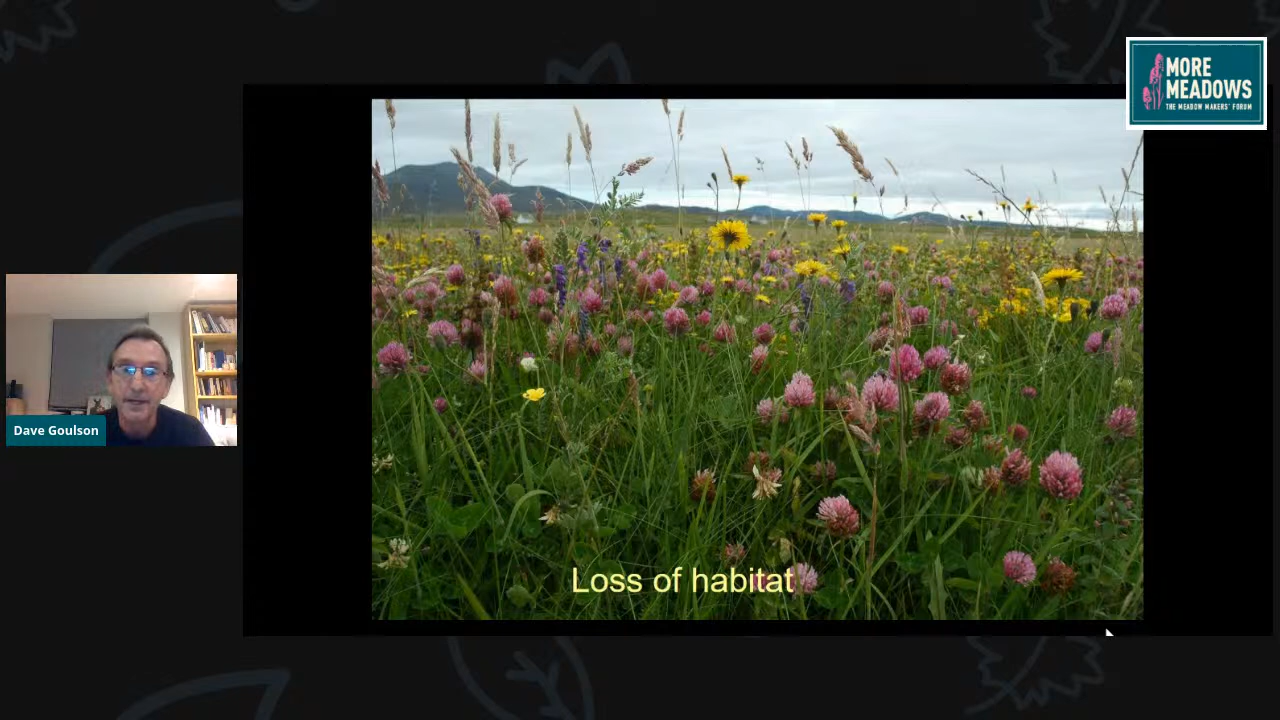 MORE
MEADOWS
THE MEADOW MAKERS' FORUM
Dave Goulson
Loss of habitat